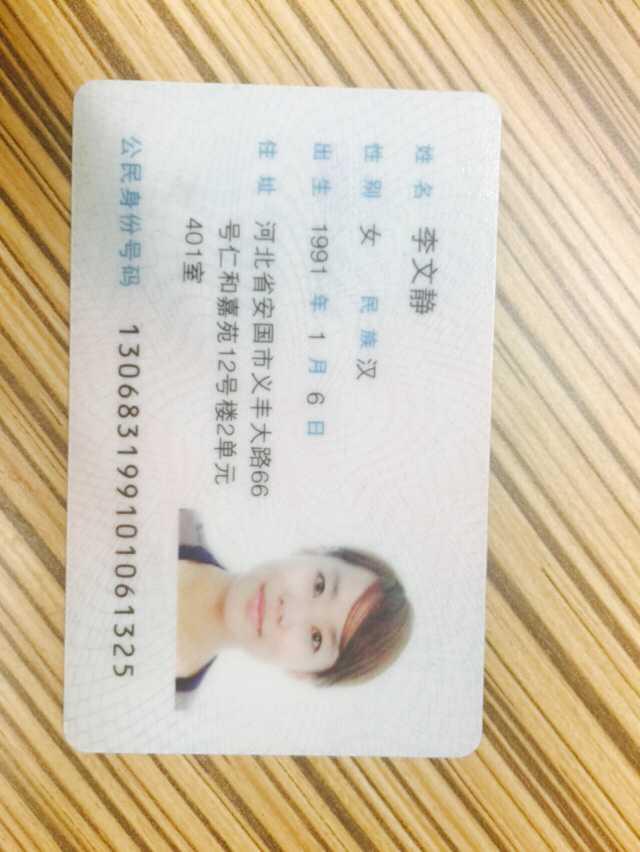 姓名 李文静
性别 女 民族 汉
出生 1991 年 1 月 6 日
住址 河北省安国市义丰大路66
号仁和嘉苑12号楼2单元
401室
公民身份号码 130683199101061325